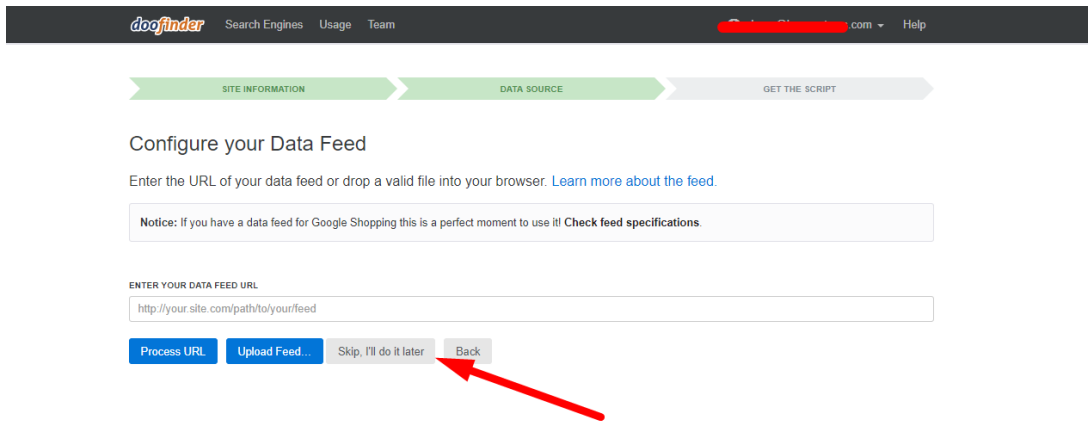 doofinder Search Engines Usage Team .com Help
SITE INFORMATION DATA SOURCE GET THE SCRIPT
Configure your Data Feed
Enter the URL of your data feed or drop a valid file into your browser. Learn more about the feed.
Notice: If you have a data feed for Google Shopping this is a perfect moment to use it! Check feed specifications.
ENTER YOUR DATA FEED URL
http://your.site.com/path/to/your/feed
Process URL Upload Feed... Skip, I'll do it later Back